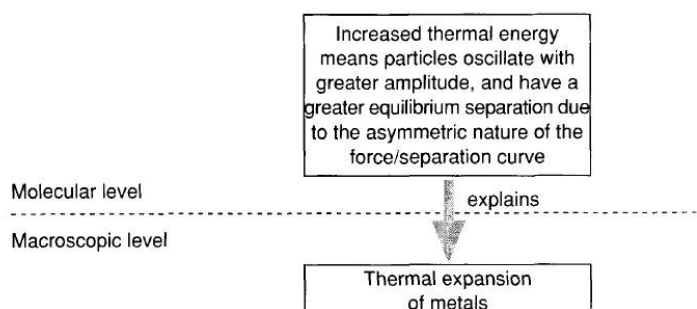 Increased thermal energy
means particles oscillate with
greater amplitude, and have a
greater equilibrium separation due
to the asymmetric nature of the
force/separation curve
Molecular level
explains
Macroscopic level
Thermal expansion
of metals